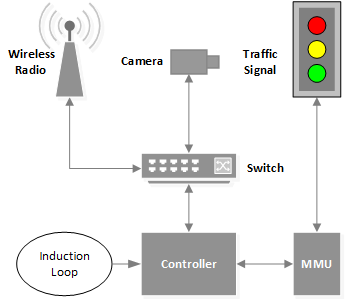 Wireless
Radio
Camera
Traffic
Signal
Switch
Induction
Loop
Controller
MMU